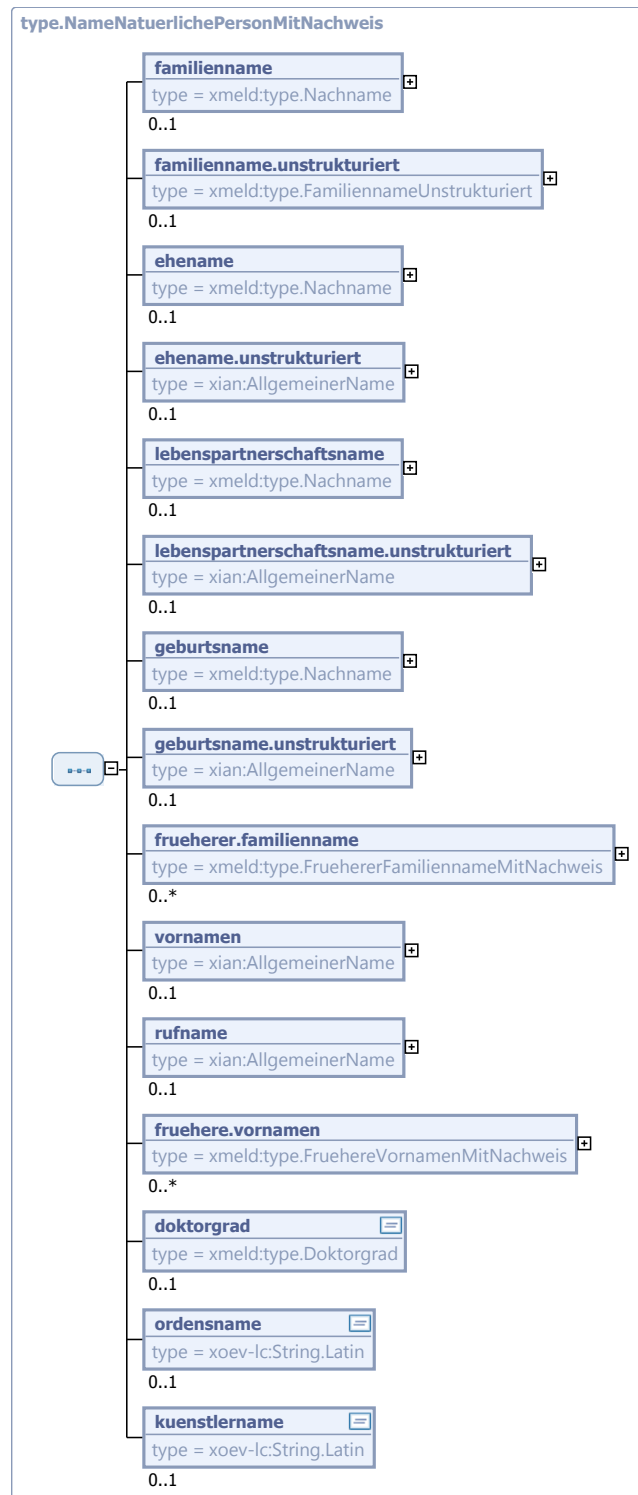 type.NameNatuerlichePersonMitNachweis
familienname
type = xmeld:type.Nachname
0..1
familienname.unstrukturiert
type = xmeld:type.FamiliennameUnstrukturiert
0..1
ehename
type = xmeld:type.Nachname
0..1
ehename.unstrukturiert
type = xian:AllgemeinerName
0..1
lebenspartnerschaftsname
type = xmeld:type.Nachname
0..1
lebenspartnerschaftsname.unstrukturiert
type = xian:AllgemeinerName
0..1
geburtsname
type = xmeld:type.Nachname
0..1
geburtsname.unstrukturiert
type = xian:AllgemeinerName
0..1
frueherer.familienname
type = xmeld:type.FruehererFamiliennameMitNachweis
0..*
vornamen
type = xian:AllgemeinerName
0..1
rufname
type = xian:AllgemeinerName
0..1
fruehere.vornamen
type = xmeld:type.FruehereVornamenMitNachweis
0..*
doktorgrad
type = xmeld:type.Doktorgrad
0..1
ordensname
type = xoev-lc:String.Latin
0..1
kuenstlername
type = xoev-lc:String.Latin
0..1